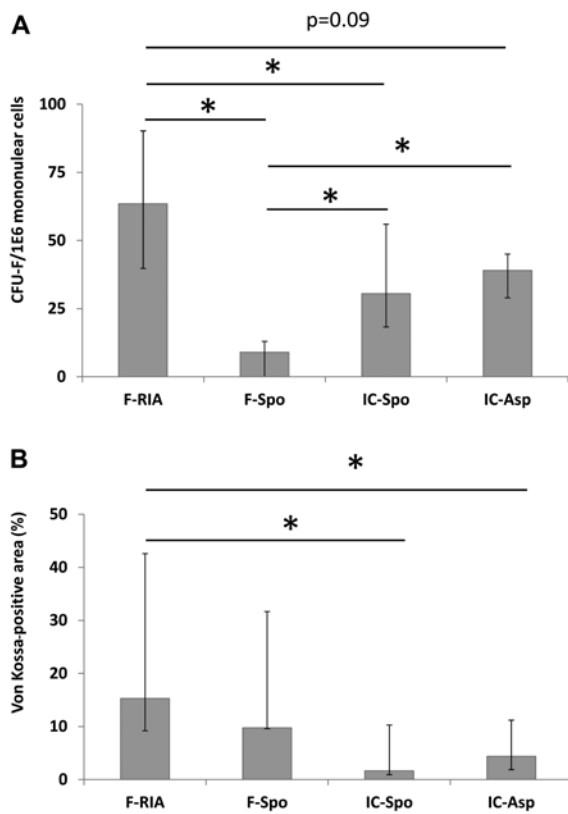 A
p=0.09
*
*
*
*
CFU-F/1E6 mononulear cells
100
75
50
25
0
F-RIA F-Spo IC-Spo IC-Asp
B
*
*
Von Kossa-positive area (%)
50
40
30
20
10
0
F-RIA F-Spo IC-Spo IC-Asp